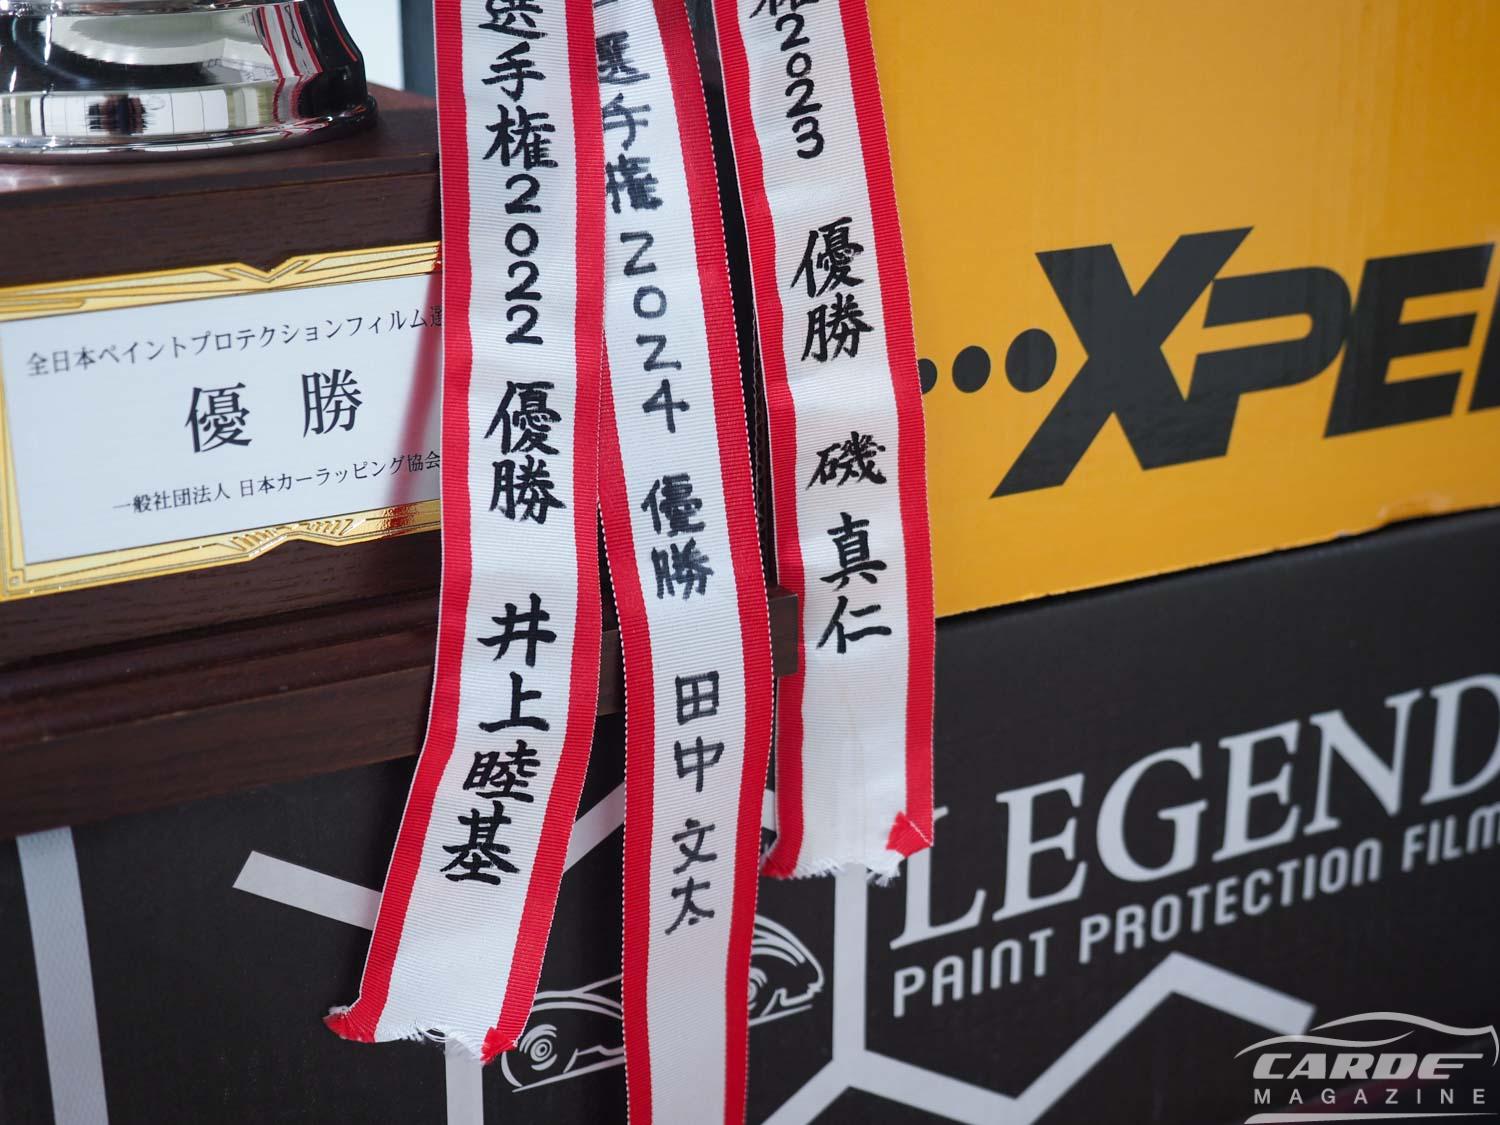 全日本ペイントプロテクションフィルム選
優勝
一般社団法人 日本カーラッピング協会
選手権2022 優勝 井上睦基
選手権2024 優勝 田中文太
権2023 優勝 磯真仁
XPE
LEGEND
PAINT PROTECTION FILM
CARDE
MAGAZINE